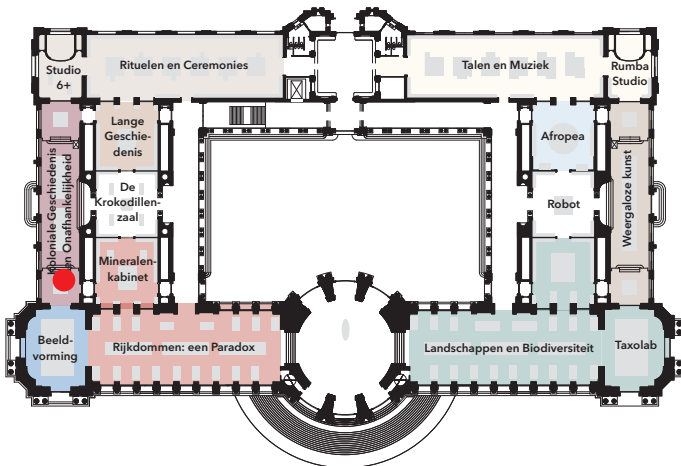 Studio
6+
Rituelen en Ceremonies
Talen en Muziek
Rumba
Studio
Lange
Geschie-
denis
Afropea
Koloniale Geschiedenis
en Onafhankelijkheid
De
Krokodillen-
zaal
Robot
Weergaloze kunst
Mineralen-
kabinet
Beeld-
vorming
Rijkdommen: een Paradox
Landschappen en Biodiversiteit
Taxolab